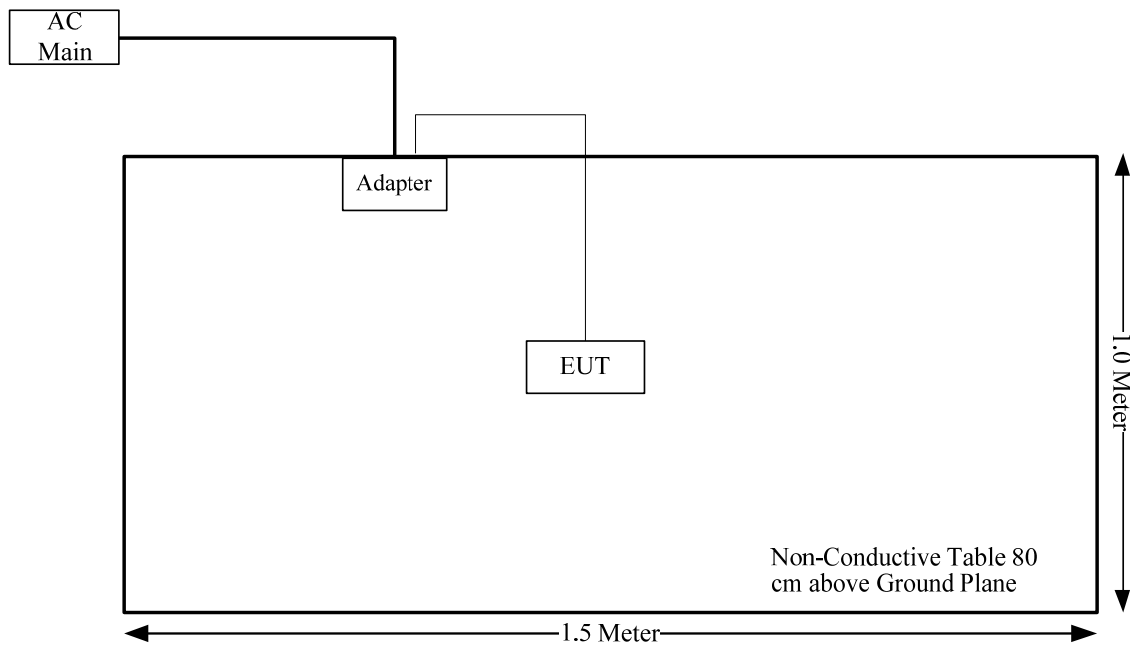 AC
Main
Adapter
EUT
1.0 Meter
Non-Conductive Table 80
cm above Ground Plane
1.5 Meter